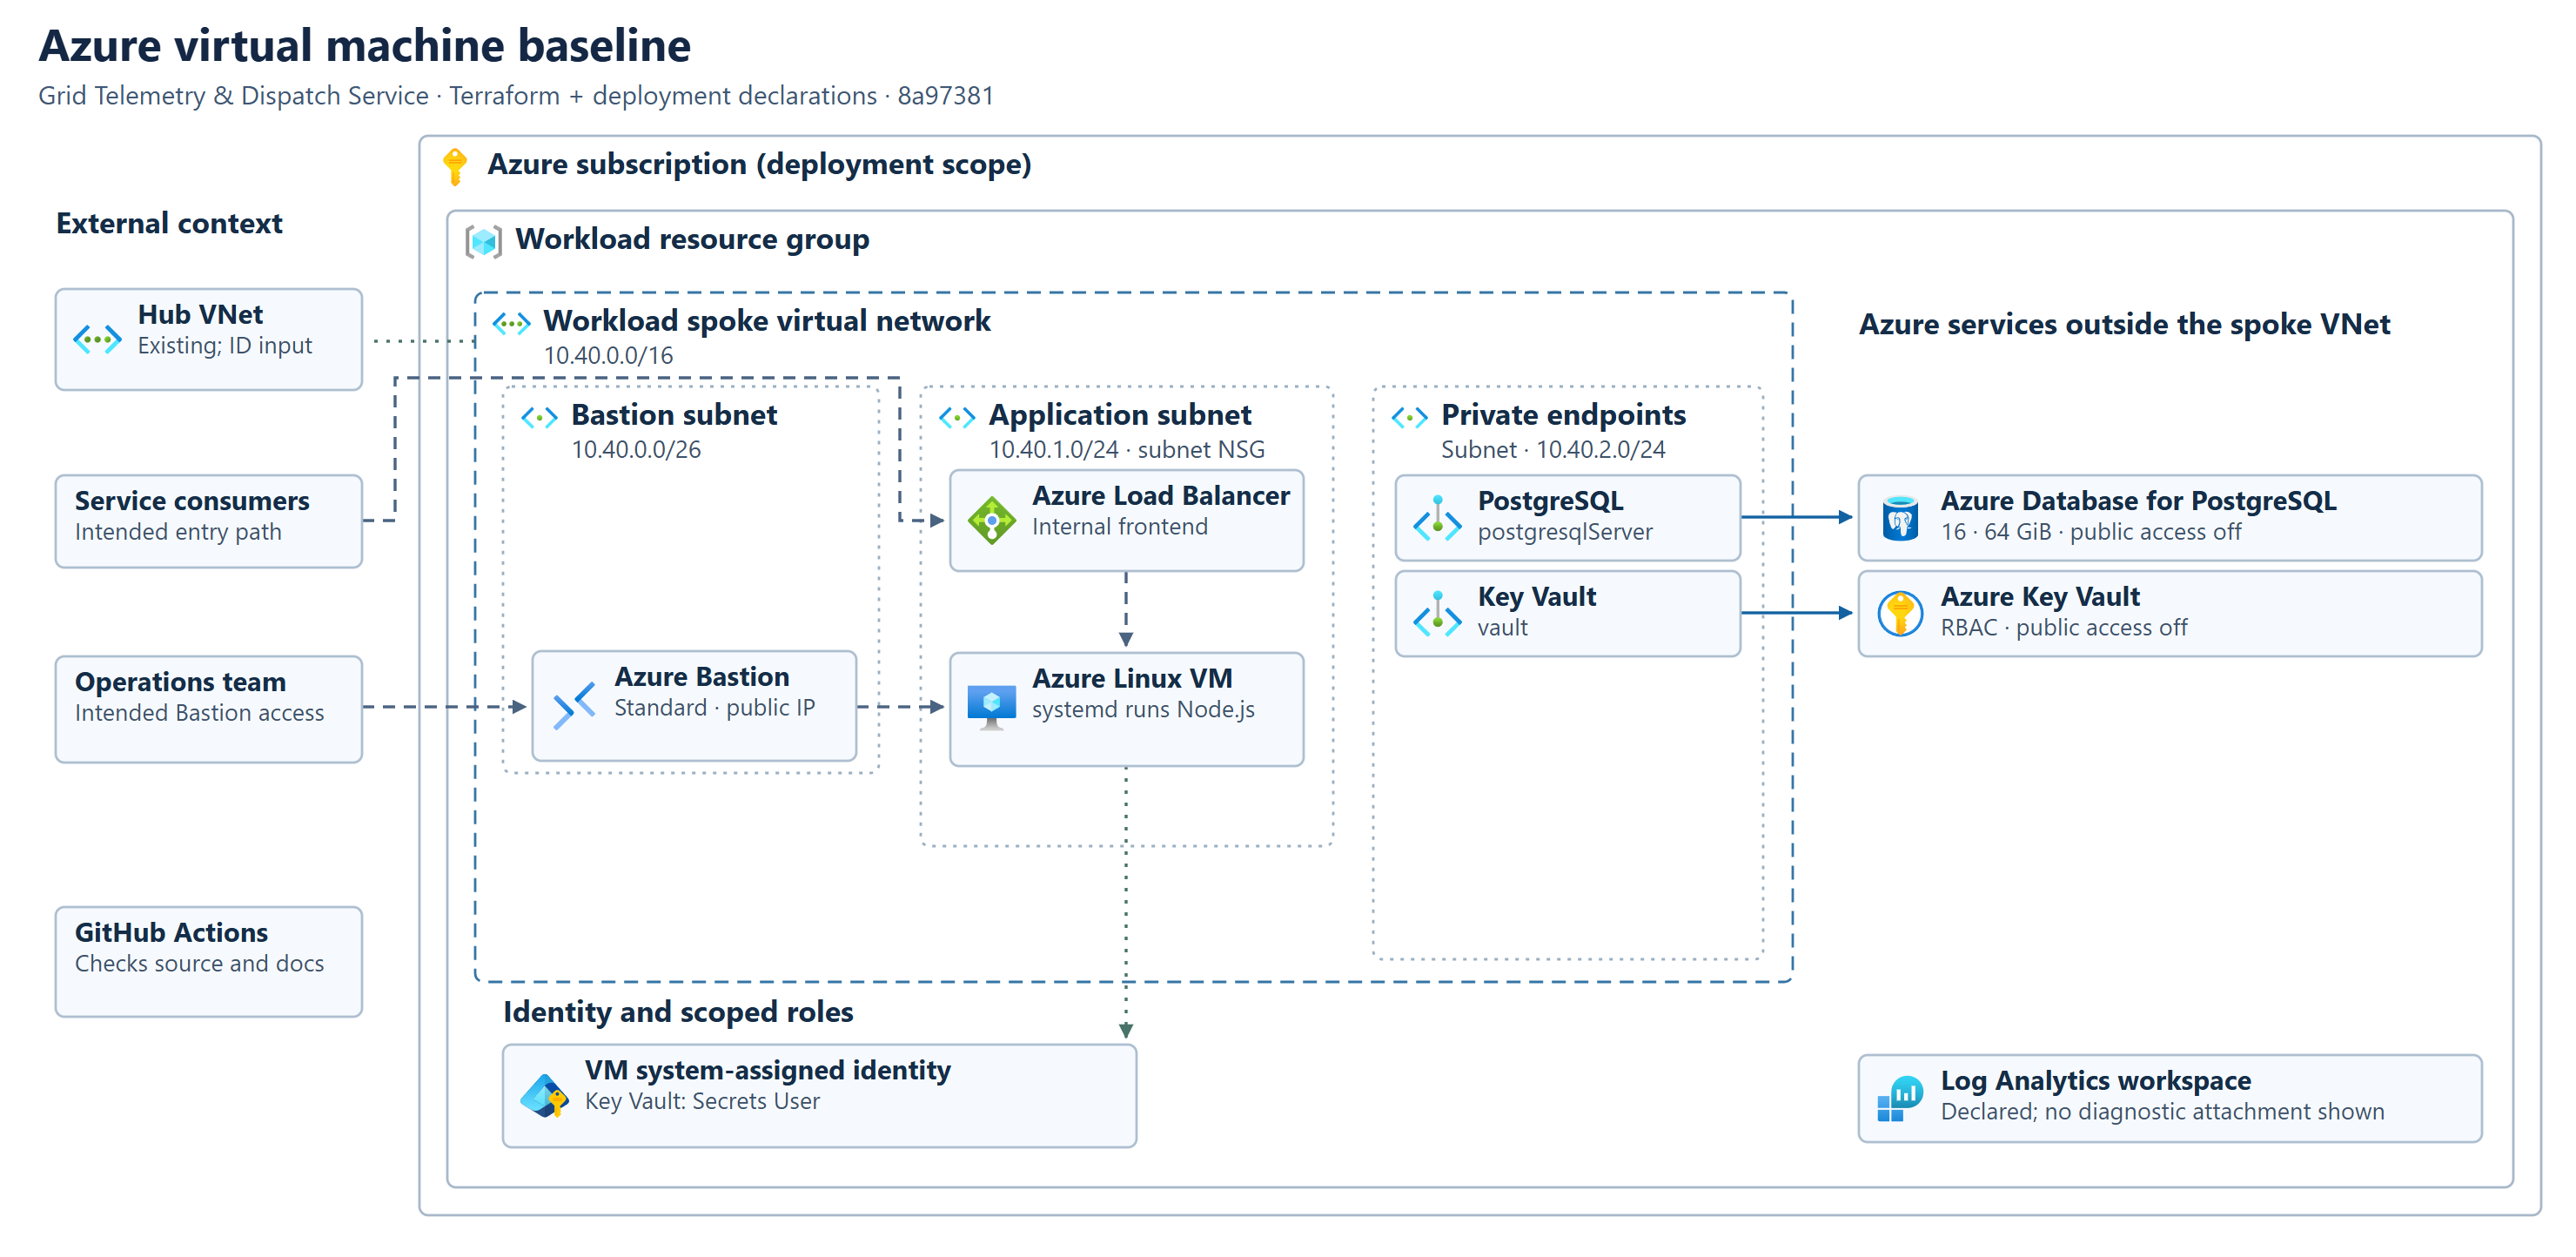 Azure virtual machine baseline
Grid Telemetry & Dispatch Service · Terraform + deployment declarations · 8a97381
Azure subscription (deployment scope)
External context
Workload resource group
Hub VNet
Existing; ID input
Workload spoke virtual network
10.40.0.0/16
Azure services outside the spoke VNet
Bastion subnet
10.40.0.0/26
Application subnet
10.40.1.0/24 · subnet NSG
Private endpoints
Subnet · 10.40.2.0/24
Service consumers
Intended entry path
Azure Load Balancer
Internal frontend
PostgreSQL
postgresqlServer
Azure Database for PostgreSQL
16 · 64 GiB · public access off
Key Vault
vault
Azure Key Vault
RBAC · public access off
Operations team
Intended Bastion access
Azure Bastion
Standard · public IP
Azure Linux VM
systemd runs Node.js
GitHub Actions
Checks source and docs
Identity and scoped roles
VM system-assigned identity
Key Vault: Secrets User
Log Analytics workspace
Declared; no diagnostic attachment shown